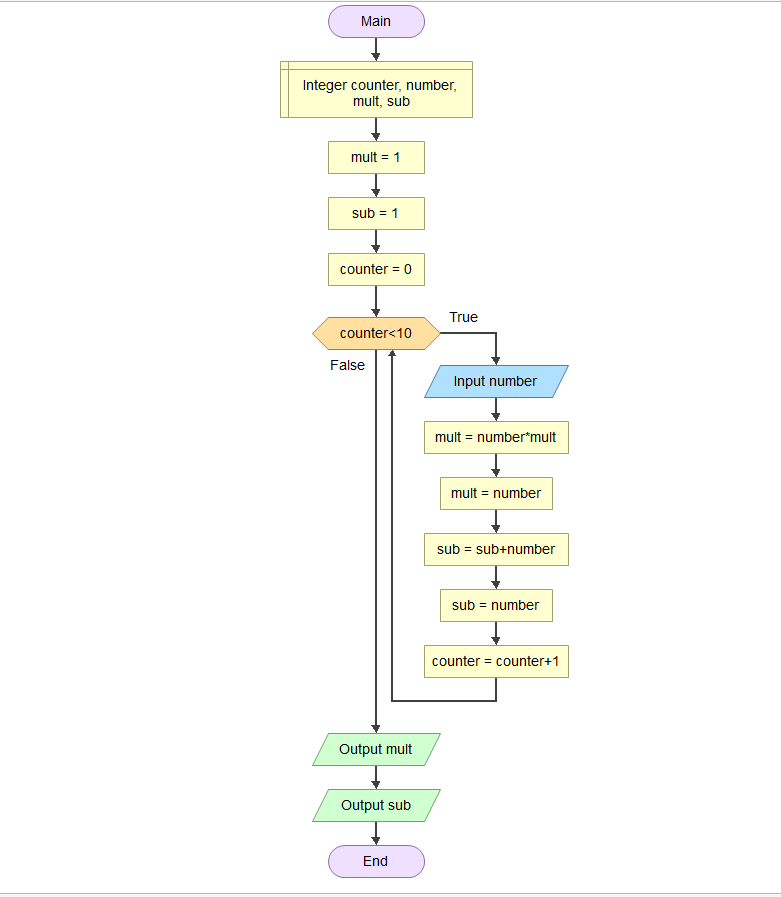 Main
Integer counter, number,
mult, sub
mult = 1
sub = 1
counter = 0
counter<10
True
False
Input number
mult = number*mult
mult = number
sub = sub+number
sub = number
counter = counter+1
Output mult
Output sub
End